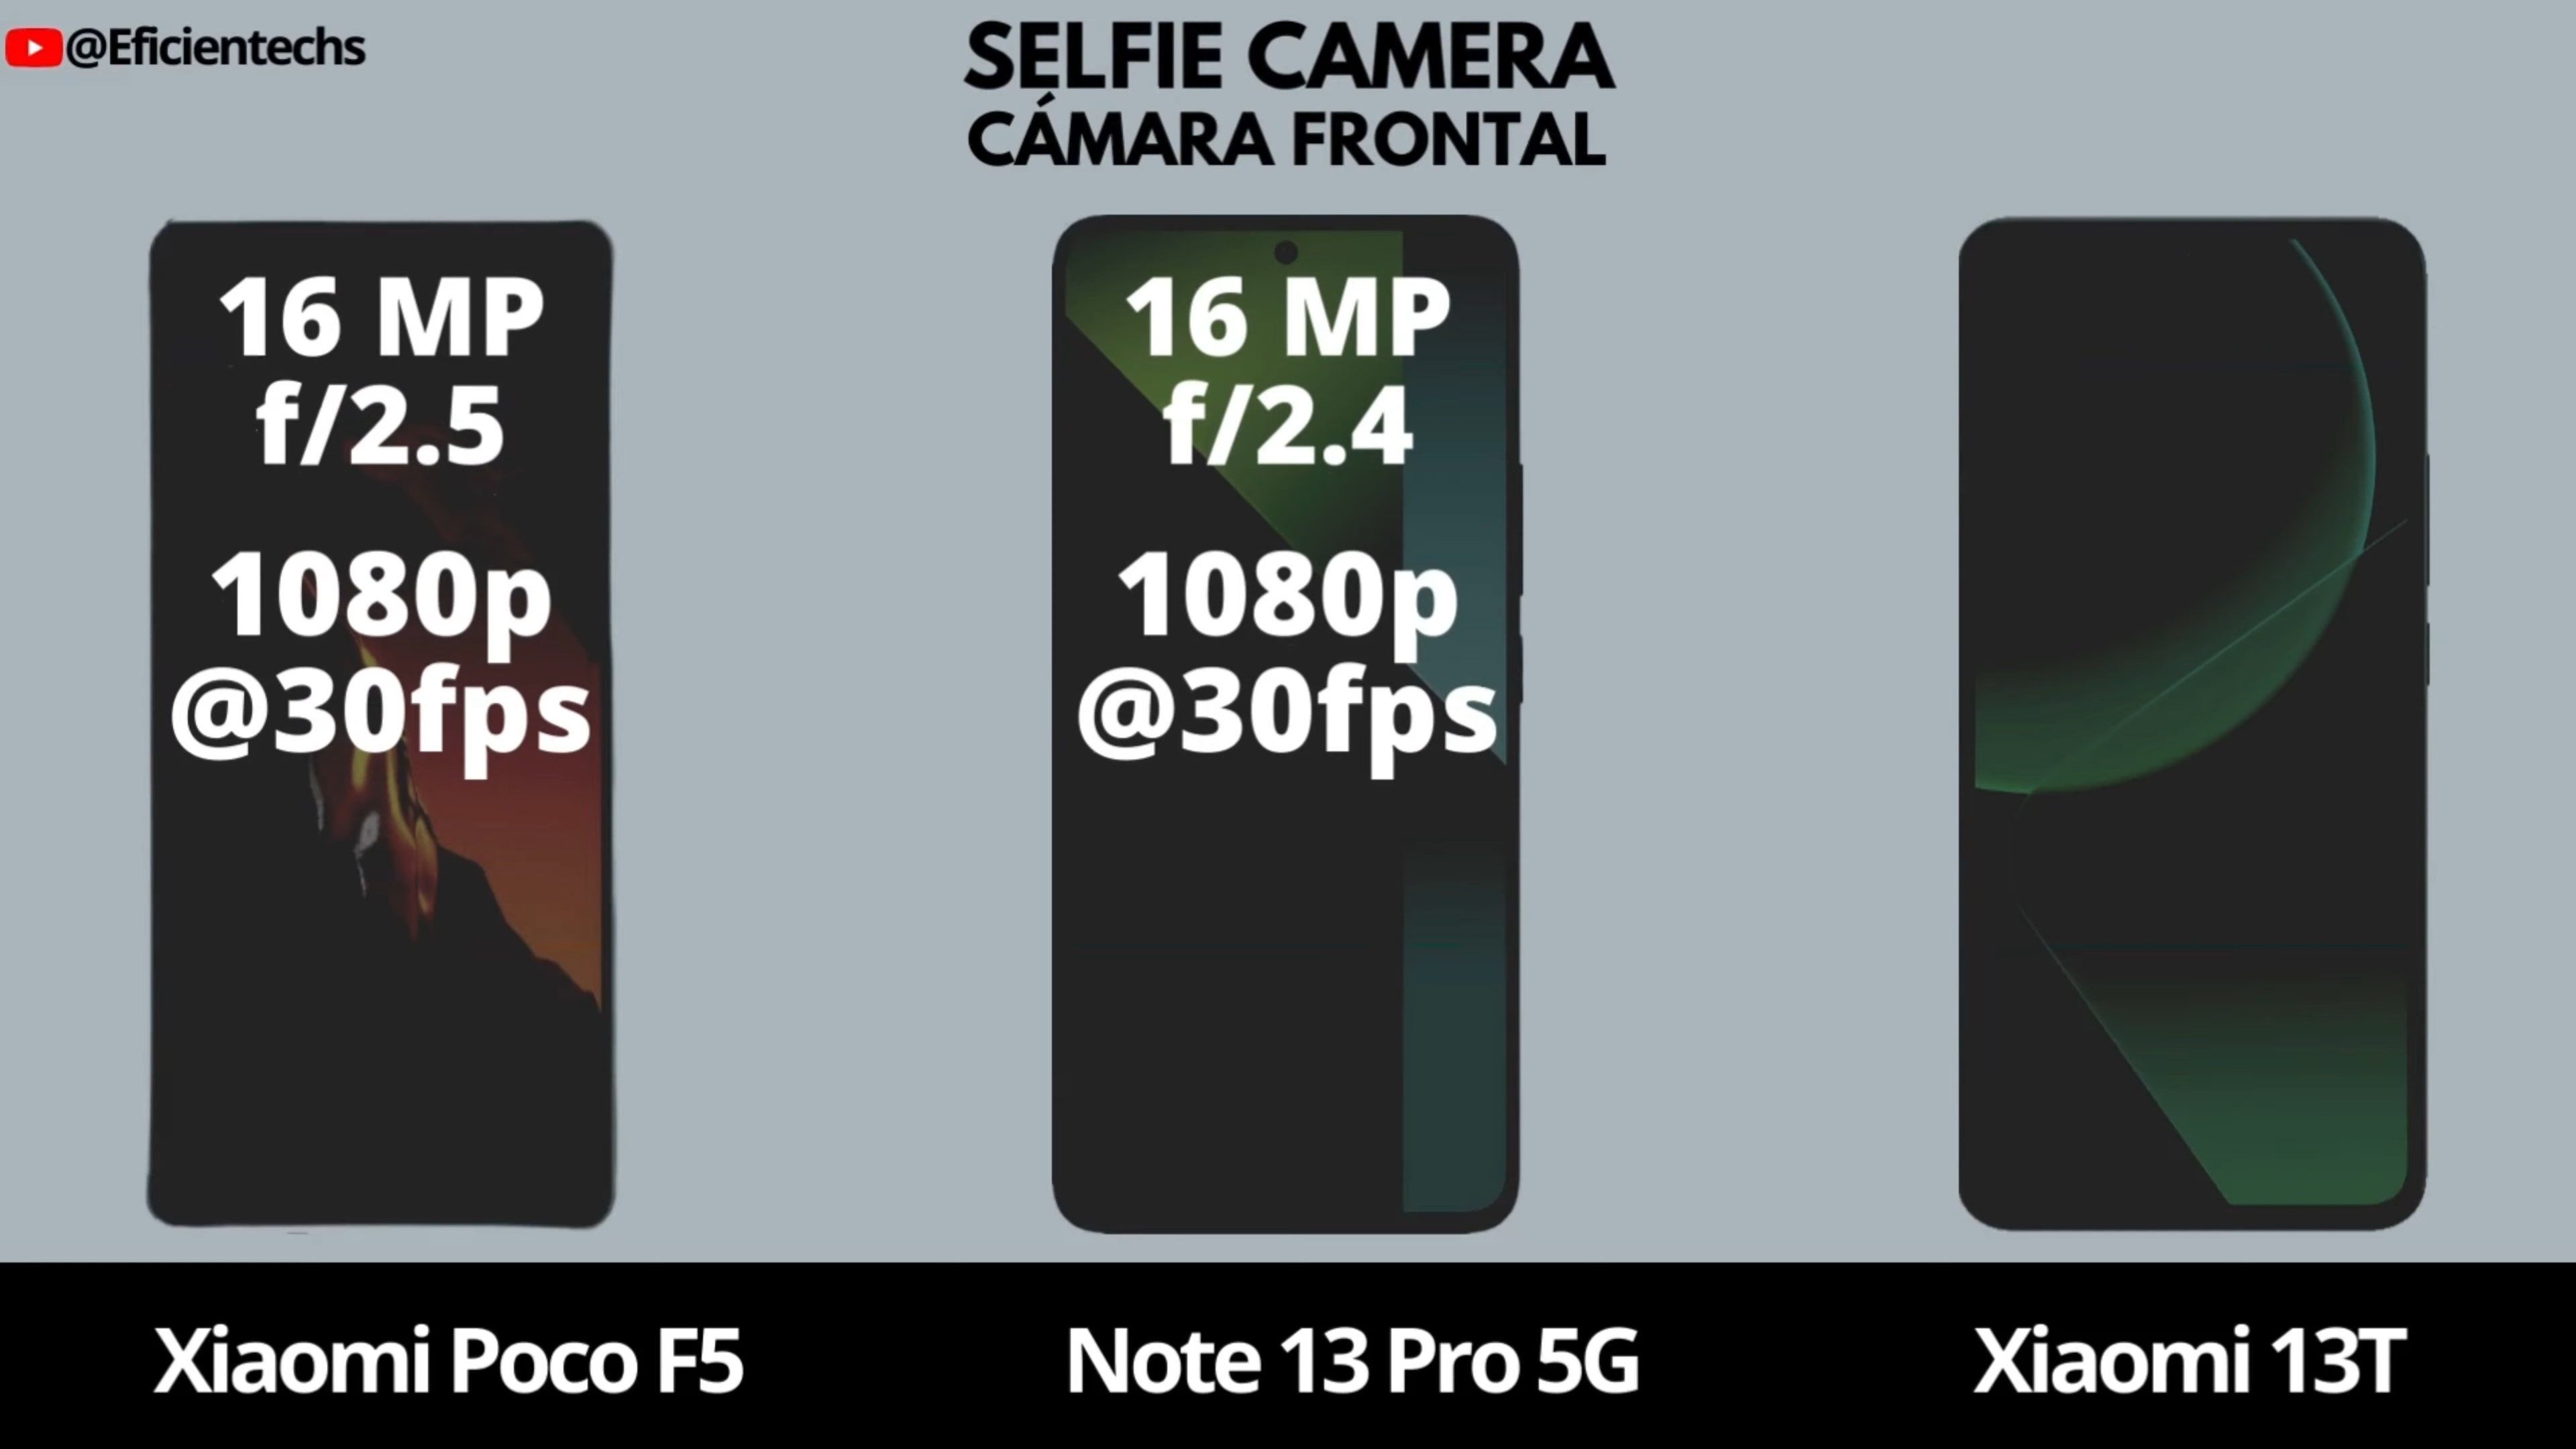 @Eficientechs
SELFIE CAMERA
CÁMARA FRONTAL
16 MP
f/2.5
1080p
@30fps
16 MP
f/2.4
1080p
@30fps
Xiaomi Poco F5
Note 13 Pro 5G
Xiaomi 13T